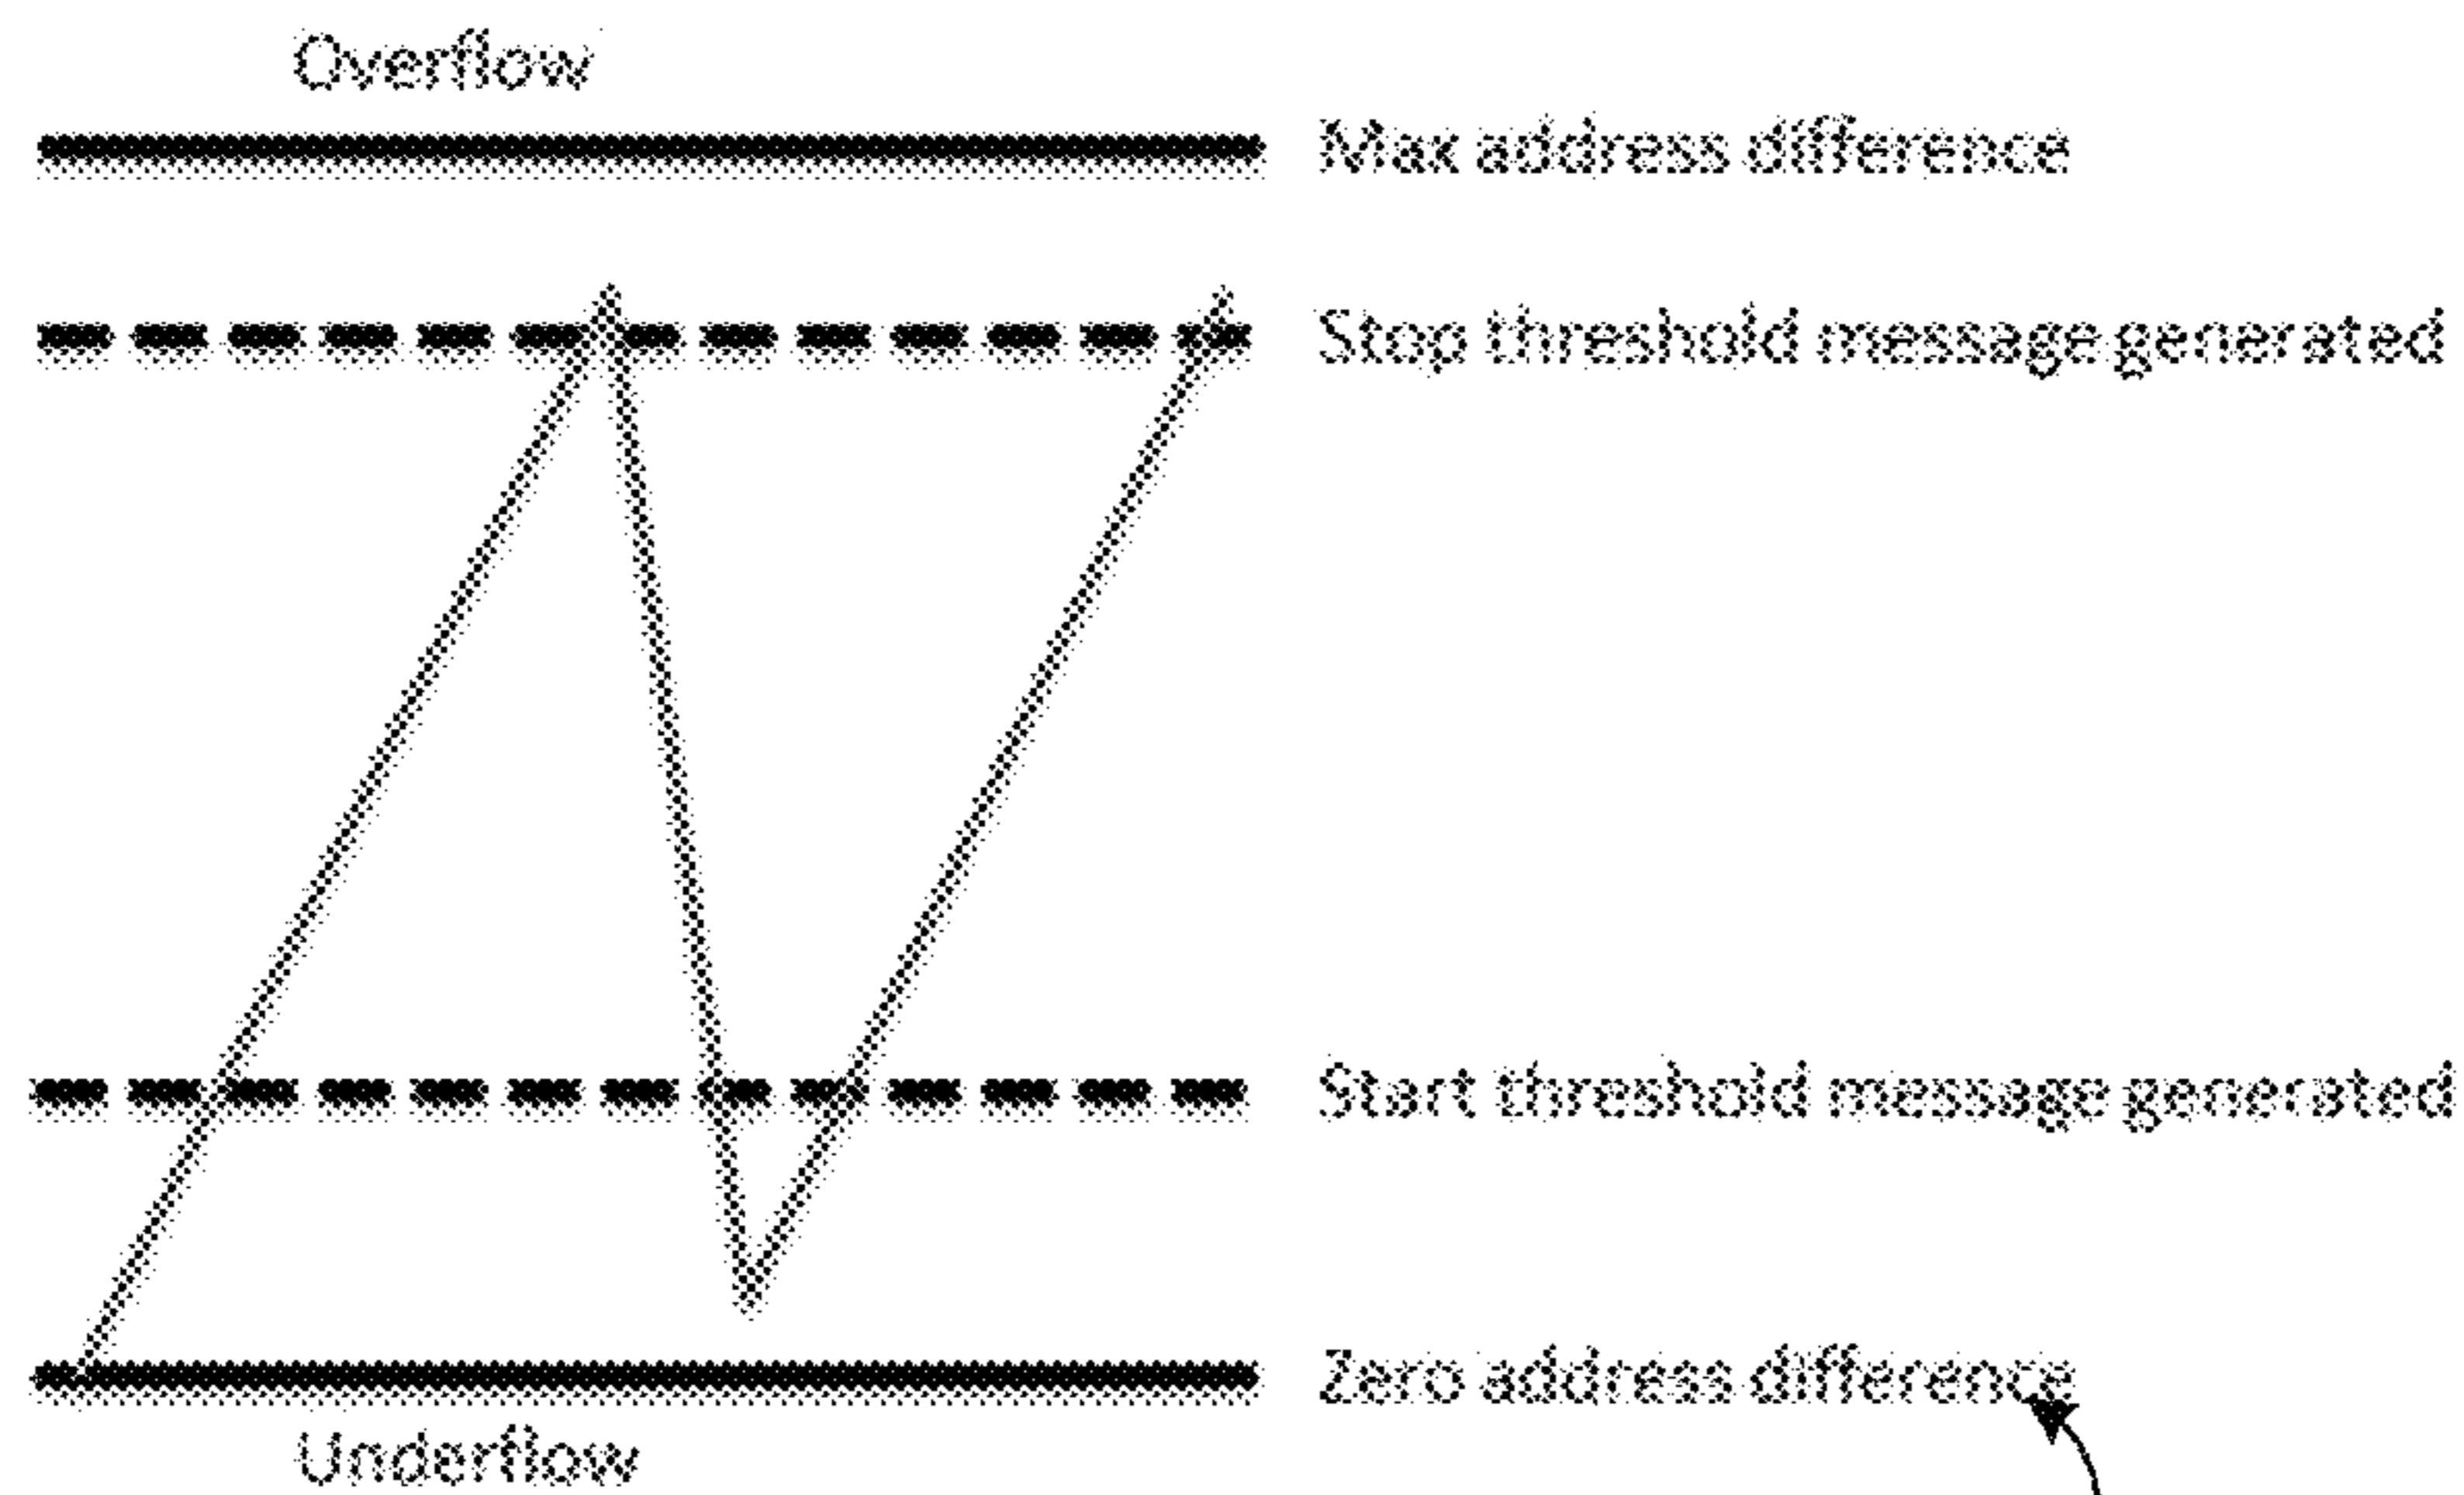 Overflow
Max address difference
Stop threshold message generated
Start threshold message generated
Zero address difference
Underflow